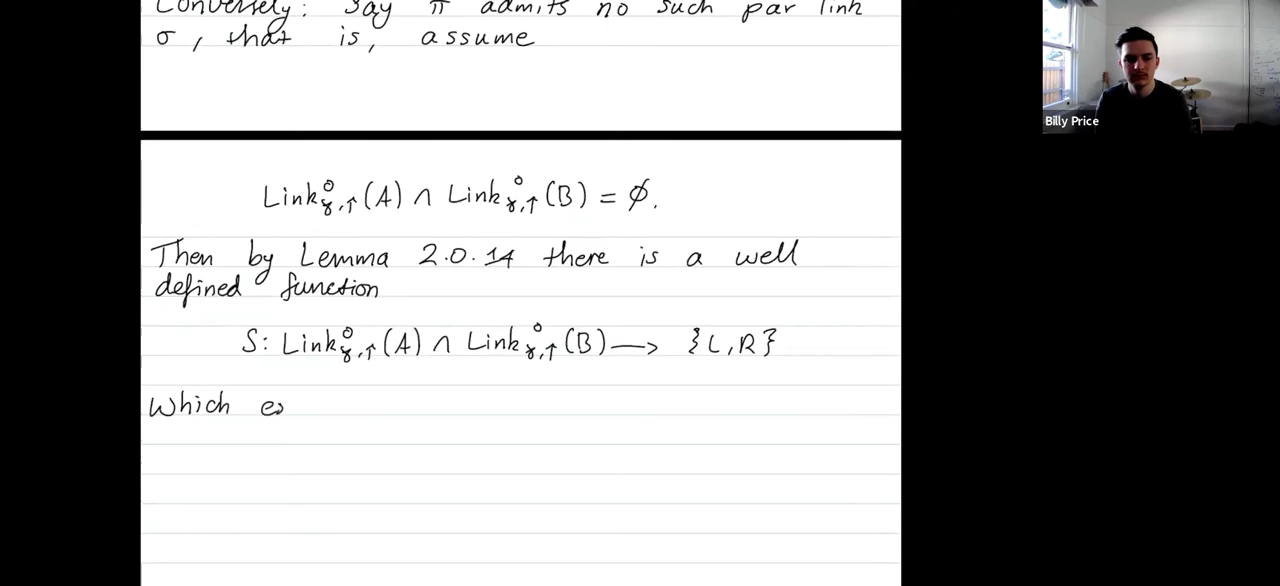 Conversely: Say π admits no such par link
σ, that is, assume
Billy Price
Link⅋,↑°(A) ∩ Link⅋,↑°(B) = ∅.
Then by Lemma 2.0.14 there is a well
defined function
S: Link⅋,↑°(A) ∩ Link⅋,↑°(B) ⟶ {L,R}
Which